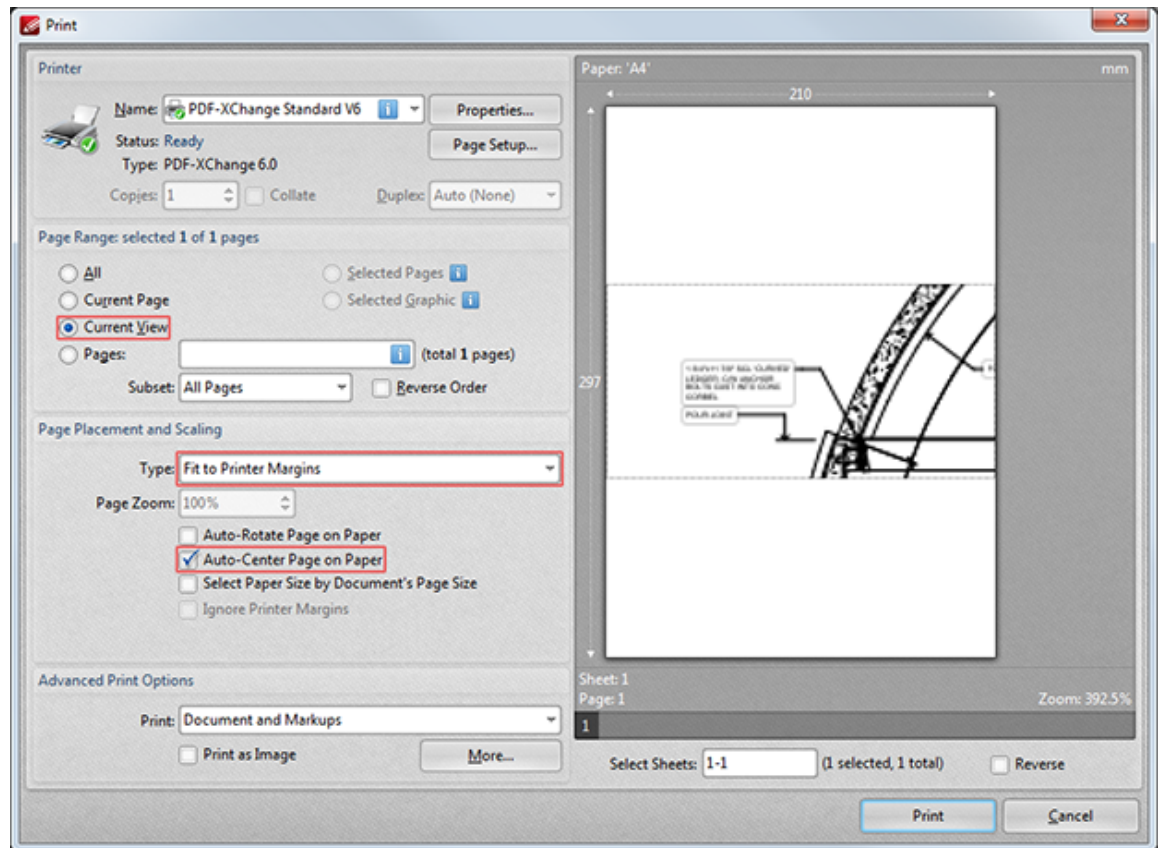 Print
Printer
Name: PDF-XChange Standard V6
Properties...
Status: Ready
Page Setup...
Type: PDF-XChange 6.0
Copies: 1
Collate
Duplex: Auto (None)
Page Range: selected 1 of 1 pages
All
Selected Pages
Current Page
Selected Graphic
Current View
Pages:
(total 1 pages)
Subset: All Pages
Reverse Order
Page Placement and Scaling
Type: Fit to Printer Margins
Page Zoom: 100%
Auto-Rotate Page on Paper
Auto-Center Page on Paper
Select Paper Size by Document's Page Size
Ignore Printer Margins
Advanced Print Options
Print: Document and Markups
Print as Image
More...
Paper: 'A4'
mm
210
297
POUR JOINT
Sheet: 1
Page: 1
Zoom: 392.5%
1
Select Sheets: 1-1
(1 selected, 1 total)
Reverse
Print
Cancel